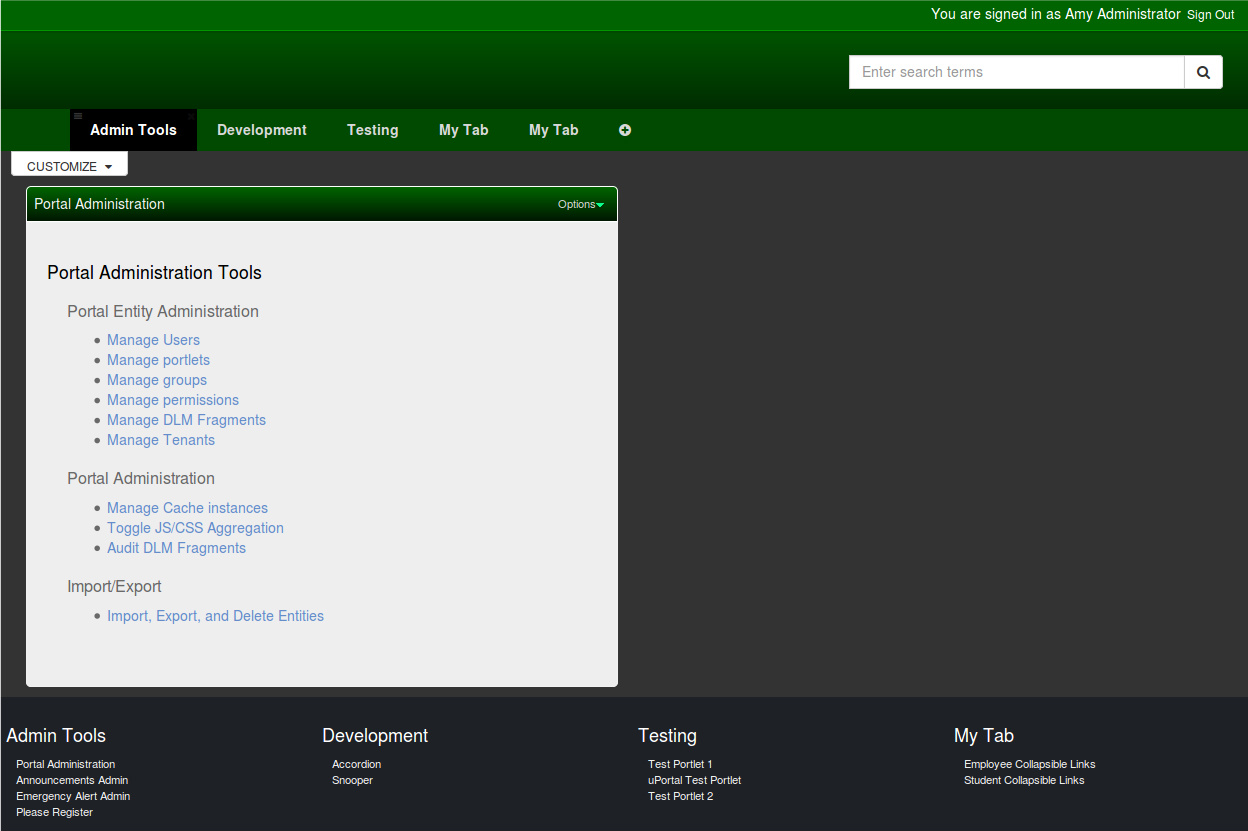 You are signed in as Amy Administrator Sign Out
Enter search terms
Admin Tools Development Testing My Tab My Tab
CUSTOMIZE
Portal Administration Options
Portal Administration Tools
Portal Entity Administration
Manage Users
Manage portlets
Manage groups
Manage permissions
Manage DLM Fragments
Manage Tenants
Portal Administration
Manage Cache instances
Toggle JS/CSS Aggregation
Audit DLM Fragments
Import/Export
Import, Export, and Delete Entities
Admin Tools
Portal Administration
Announcements Admin
Emergency Alert Admin
Please Register
Development
Accordion
Snooper
Testing
Test Portlet 1
uPortal Test Portlet
Test Portlet 2
My Tab
Employee Collapsible Links
Student Collapsible Links